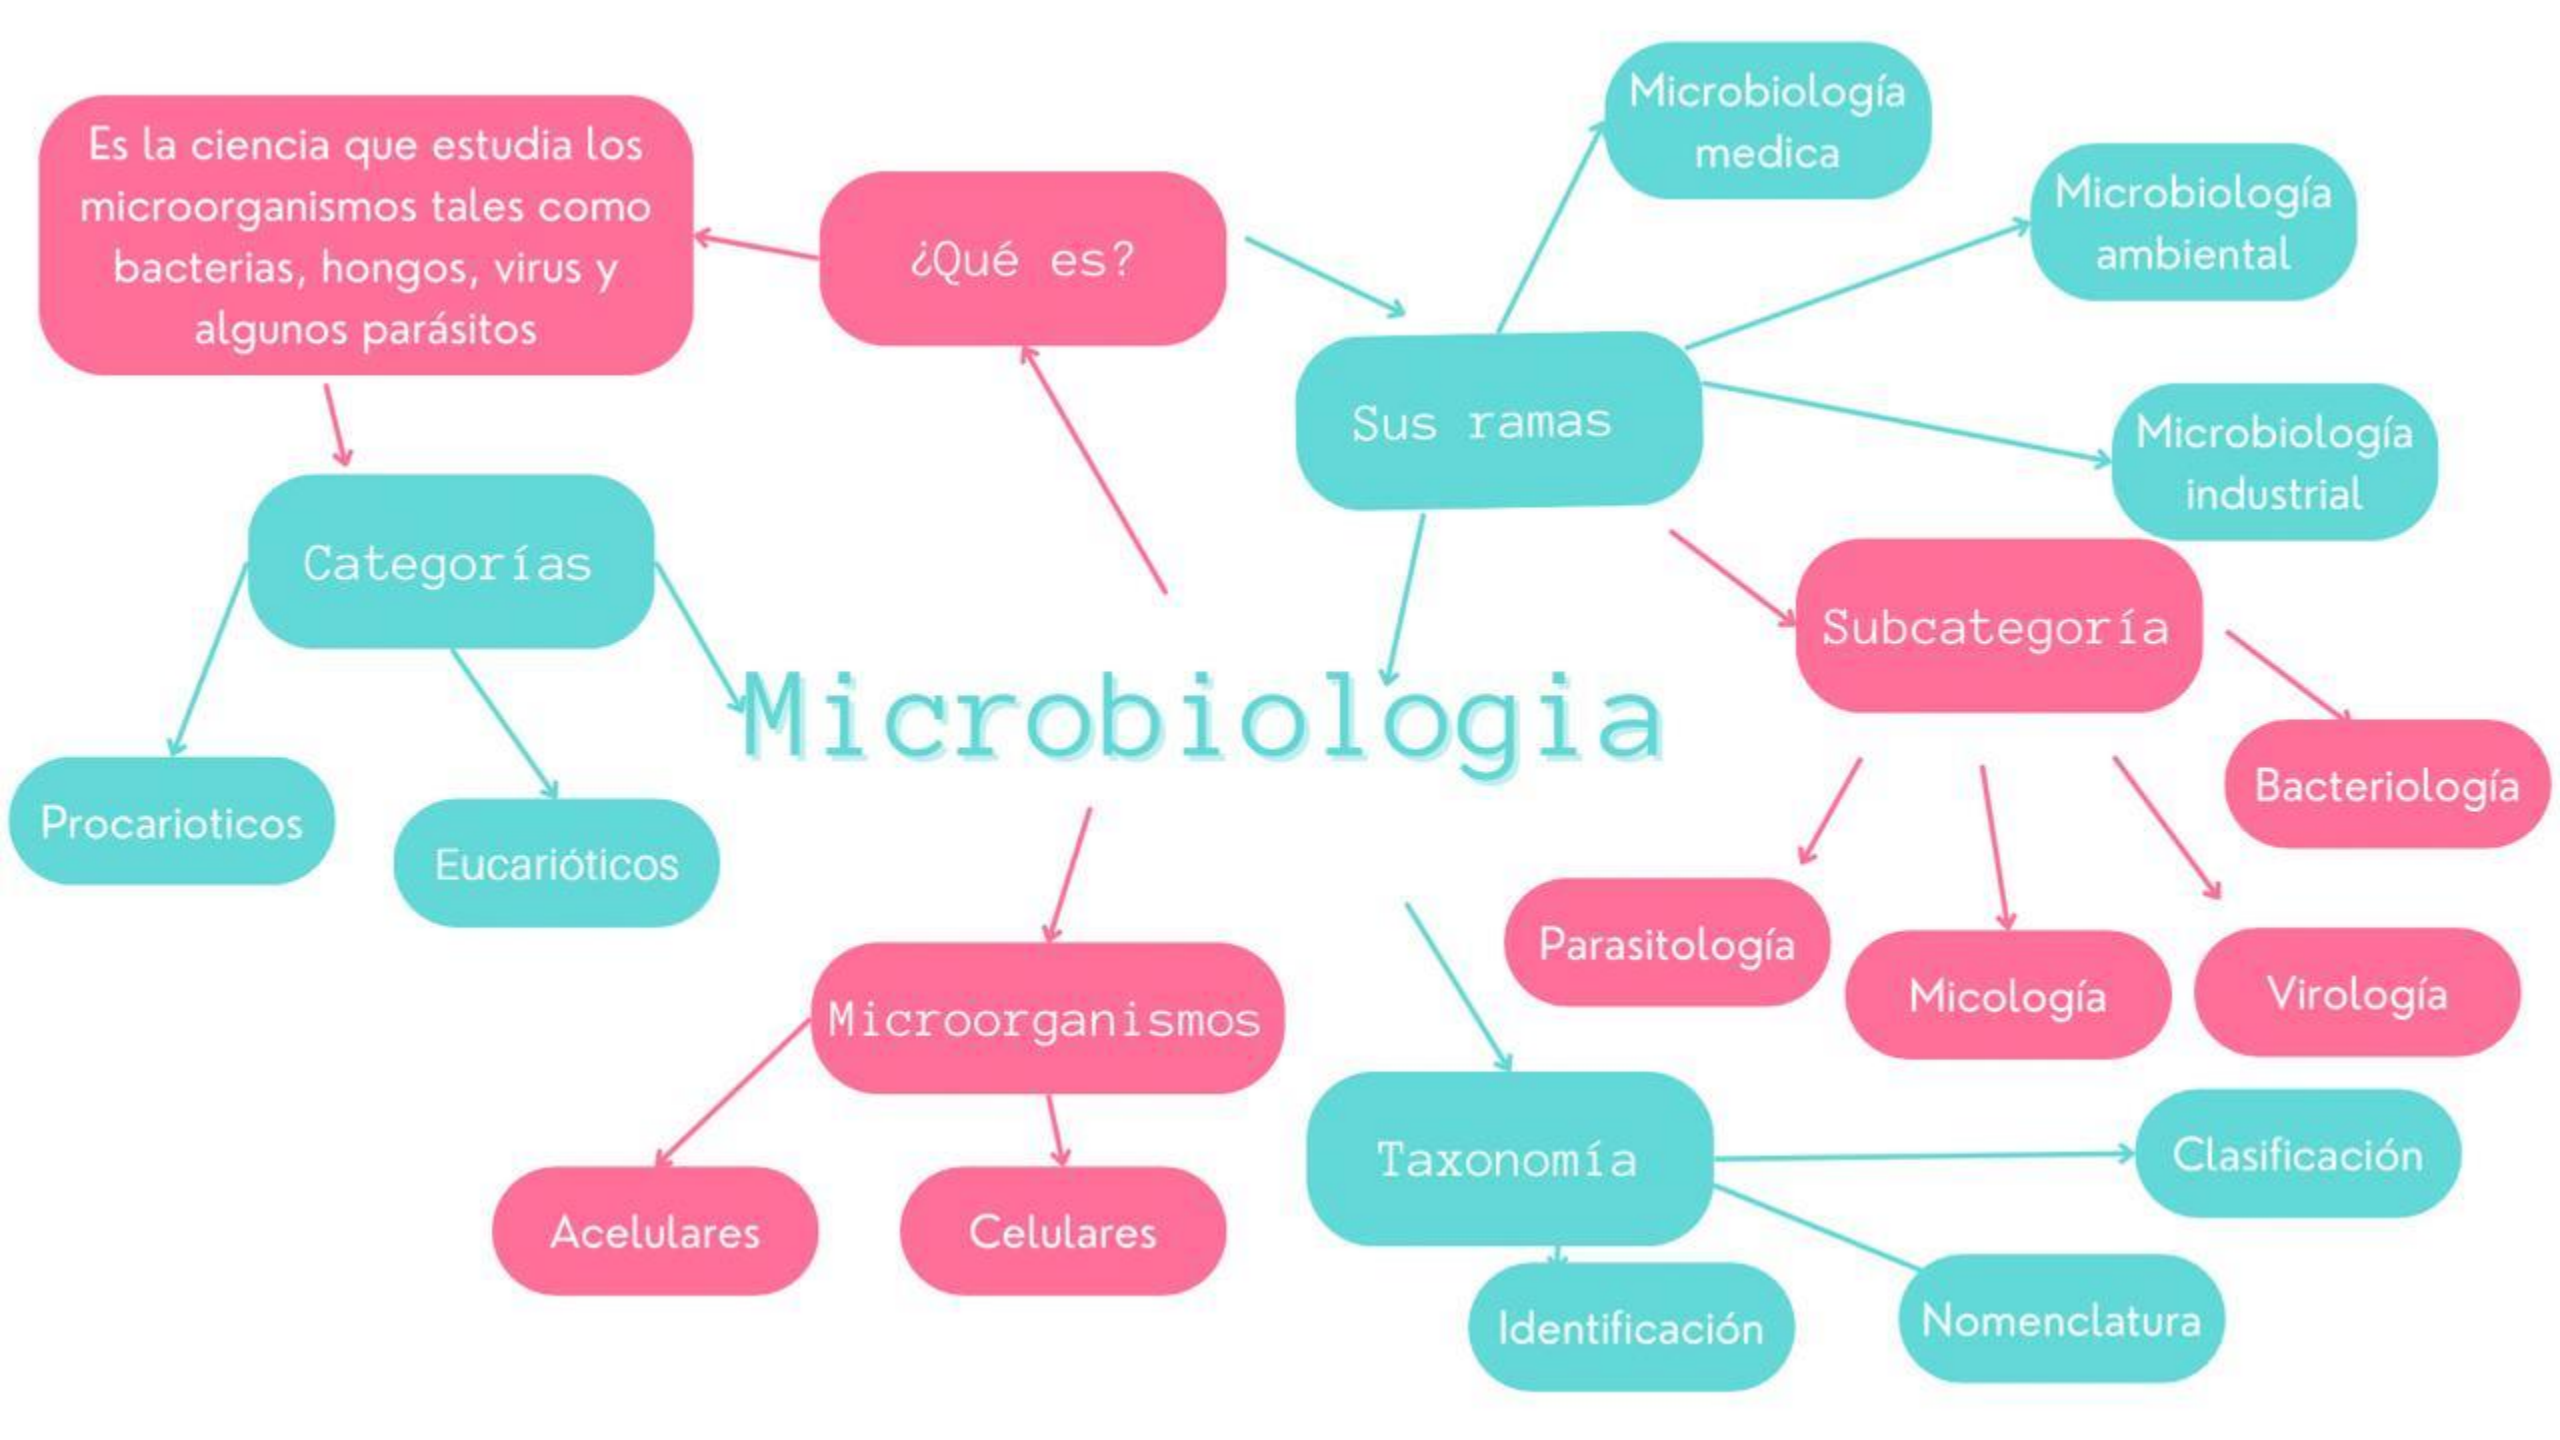 Microbiología
medica
Es la ciencia que estudia los
microorganismos tales como
bacterias, hongos, virus y
algunos parásitos
¿Qué es?
Microbiología
ambiental
Sus ramas
Microbiología
industrial
Categorías
Subcategoría
Microbiologia
Bacteriología
Procarioticos
Eucarióticos
Parasitología
Micología
Virología
Microorganismos
Taxonomía
Clasificación
Acelulares
Celulares
Identificación
Nomenclatura